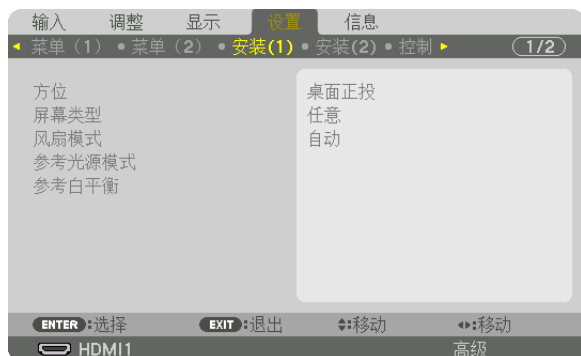 输入 调整 显示 设置 信息
菜单（1） 菜单（2） 安装(1) 安装(2) 控制 1/2
方位 桌面正投
屏幕类型 任意
风扇模式 自动
参考光源模式
参考白平衡
ENTER:选择 EXIT:退出 :移动 :移动
HDMI1 高级